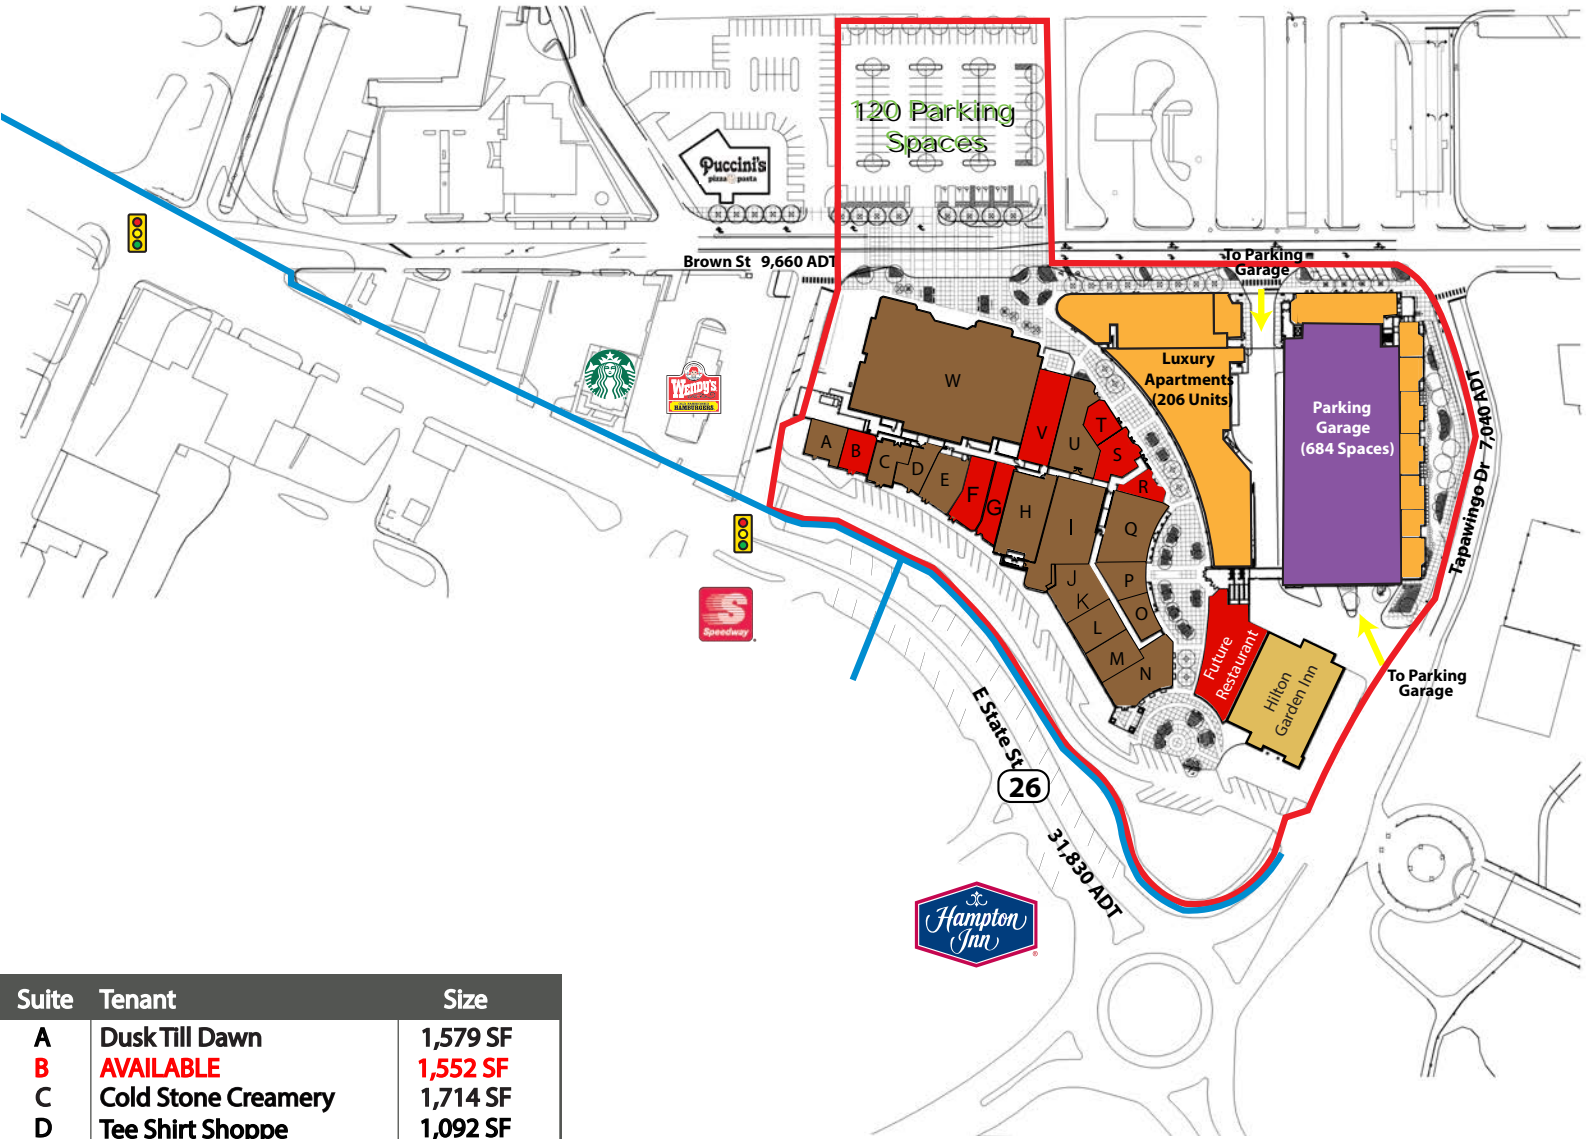 120 Parking
Spaces
Puccini's
pizza pasta
Brown St 9,660 ADT
To Parking
Garage
Luxury
Apartments
(206 Units)
Parking
Garage
(684 Spaces)
Tapawingo Dr 7,040 ADT
WENDY'S
OLD FASHIONED
HAMBURGERS
W
V
U
T
S
R
A
B
C
D
E
F
G
H
I
Q
J
P
K
O
L
M
N
Future
Restaurant
Hilton
Garden Inn
To Parking
Garage
S
Speedway
E State St
26
31,830 ADT
Hampton
Inn
Suite Tenant Size
A Dusk Till Dawn 1,579 SF
B AVAILABLE 1,552 SF
C Cold Stone Creamery 1,714 SF
D Tee Shirt Shoppe 1,092 SF